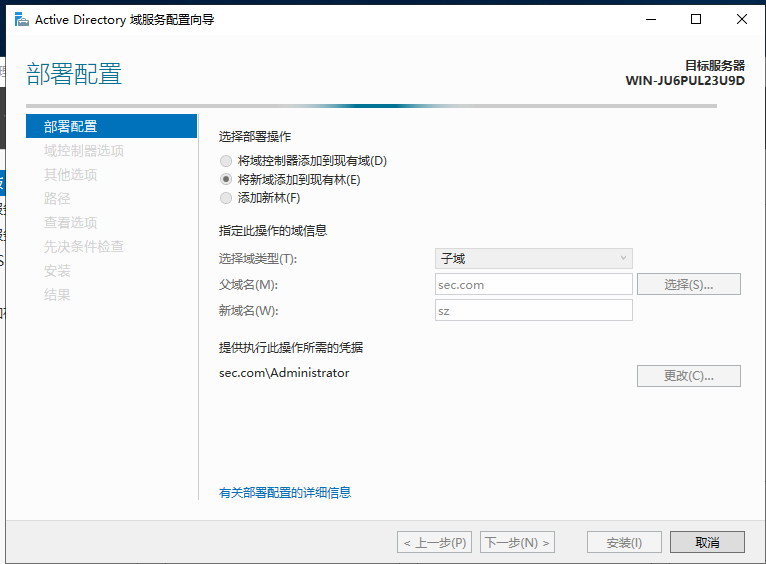 Active Directory 域服务配置向导
部署配置
目标服务器
WIN-JU6PUL23U9D
部署配置
域控制器选项
其他选项
路径
查看选项
先决条件检查
安装
结果
选择部署操作
将域控制器添加到现有域(D)
将新域添加到现有林(E)
添加新林(F)
指定此操作的域信息
选择域类型(T): 子域
父域名(M): sec.com 选择(S)...
新域名(W): sz
提供执行此操作所需的凭据
sec.com\Administrator 更改(C)...
有关部署配置的详细信息
< 上一步(P) 下一步(N) > 安装(I) 取消